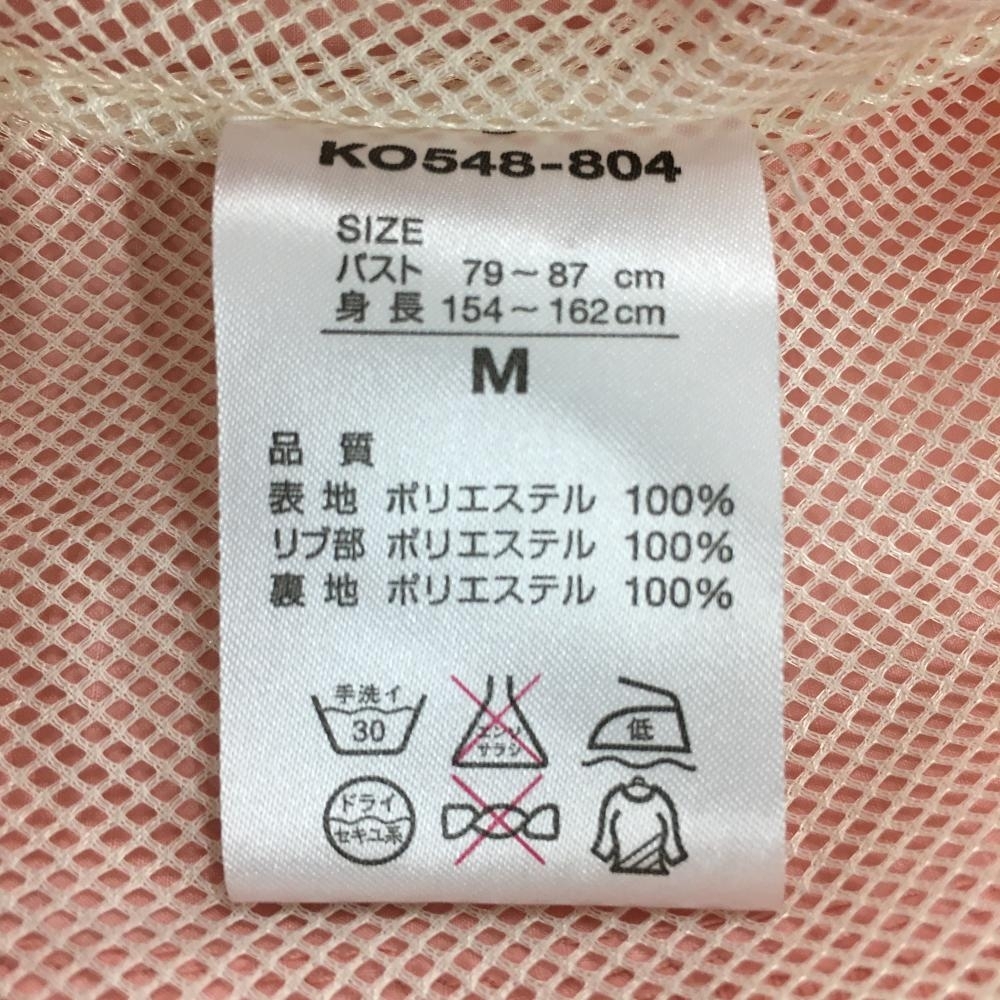 KO548-804
SIZE
バスト 79～87 cm
身長 154～162cm
M
品質
表地 ポリエステル 100%
リブ部 ポリエステル 100%
裏地 ポリエステル 100%
手洗イ
30
エンソ
サラシ
低
ドライ
セキユ系